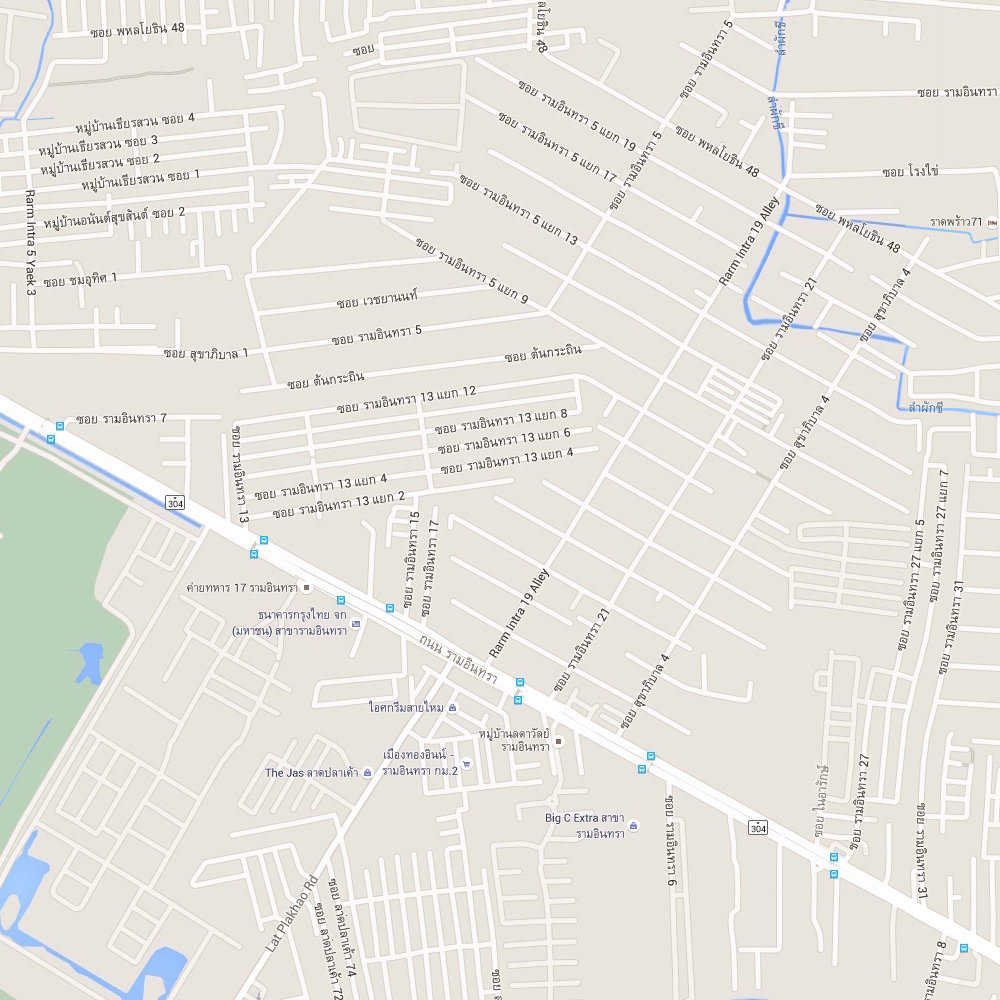 ซอย พหลโยธิน 48
ซอย
ลำผักชี
ซอย รามอินทรา 5
ซอย รามอินทรา 5 แยก 19
ซอย รามอินทรา
ลำผักชี
หมู่บ้านเธียรสวน ซอย 4
หมู่บ้านเธียรสวน ซอย 3
หมู่บ้านเธียรสวน ซอย 2
หมู่บ้านเธียรสวน ซอย 1
ซอย รามอินทรา 5 แยก 17
ซอย รามอินทรา 5
ซอย พหลโยธิน 48
ซอย โรงไข่
ซอย รามอินทรา 5 แยก 13
หมู่บ้านอนันต์สุขสันต์ ซอย 2
Rarm Intra 5 Yaek 3
Rarm Intra 19 Alley
ซอย พหลโยธิน 48
ราดพร้าว71
ซอย ชมอุทิศ 1
ซอย รามอินทรา 5 แยก 9
ซอย เวชยานนท์
ซอย รามอินทรา 21
ซอย สุขาภิบาล 4
ซอย รามอินทรา 5
ซอย สุขาภิบาล 1
ซอย ต้นกระถิน
ซอย ต้นกระถิน
ซอย รามอินทรา 13 แยก 12
ซอย รามอินทรา 7
ซอย รามอินทรา 13 แยก 8
ซอย รามอินทรา 13 แยก 6
ซอย รามอินทรา 13 แยก 4
ลำผักชี
ซอย สุขาภิบาล 4
ซอย รามอินทรา 13
ซอย รามอินทรา 13 แยก 4
ซอย รามอินทรา 13 แยก 2
304
ซอย รามอินทรา 15
ซอย รามอินทรา 17
ซอย รามอินทรา 27 แยก 5
ซอย รามอินทรา 27 แยก 7
ซอย รามอินทรา 31
ค่ายทหาร 17 รามอินทรา
ธนาคารกรุงไทย จก
(มหาชน) สาขารามอินทรา
ถนน รามอินทรา
Rarm Intra 19 Alley
ซอย รามอินทรา 21
ซอย สุขาภิบาล 4
ไอศกรีมสายไหม
หมู่บ้านลดาวัลย์
รามอินทรา
เมืองทองอินน์ -
รามอินทรา กม.2
The Jas ลาดปลาเค้า
Big C Extra สาขา
รามอินทรา
ซอย รามอินทรา 6
304
ซอย ไนอารักษ์
ซอย รามอินทรา 27
ซอย รามอินทรา 31
Lat Plakhao Rd
ซอย ลาดปลาเค้า 74
ซอย ลาดปลาเค้า 72
รามอินทรา 8